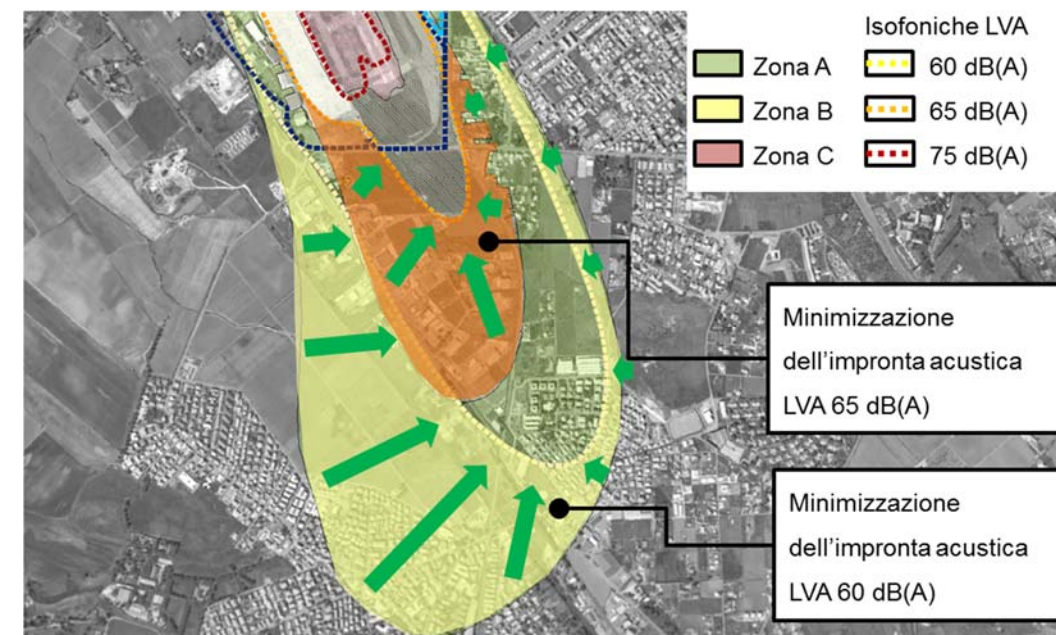 Isofoniche LVA
Zona A
60 dB(A)
Zona B
65 dB(A)
Zona C
75 dB(A)
Minimizzazione
dell’impronta acustica
LVA 65 dB(A)
Minimizzazione
dell’impronta acustica
LVA 60 dB(A)